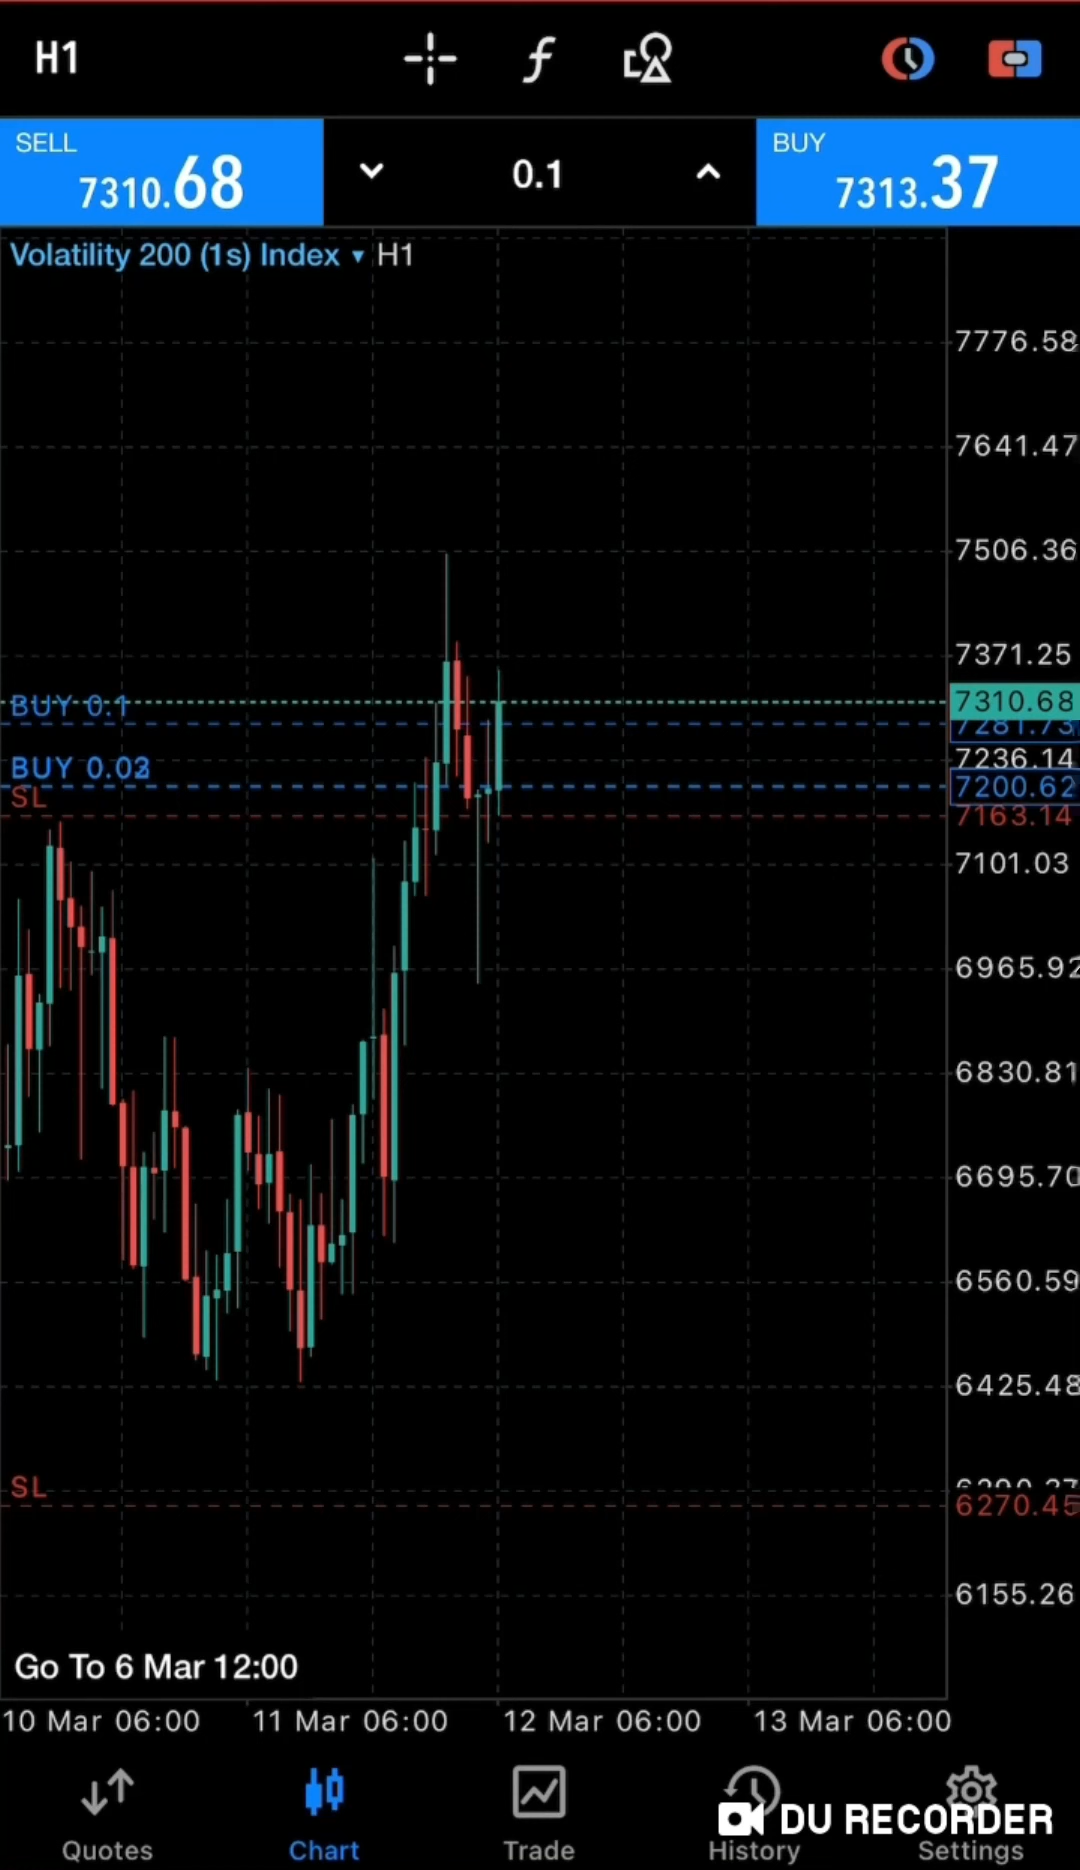 H1
SELL
7310.68
0.1
BUY
7313.37
Volatility 200 (1s) Index ▾ H1
7776.58
7641.47
7506.36
7371.25
BUY 0.1
7310.68
7281.73
7236.14
BUY
7200.62
SL
7163.14
7101.03
6965.92
6830.81
6695.70
6560.59
6425.48
SL
6270.45
6155.26
Go To 6 Mar 12:00
10 Mar 06:00
11 Mar 06:00
12 Mar 06:00
13 Mar 06:00
DU RECORDER
Quotes
Chart
Trade
History
Settings